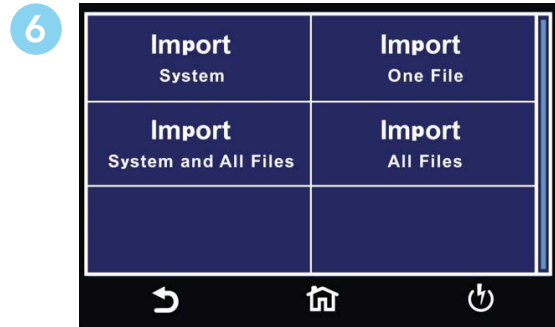 6
Import
System
Import
One File
Import
System and All Files
Import
All Files